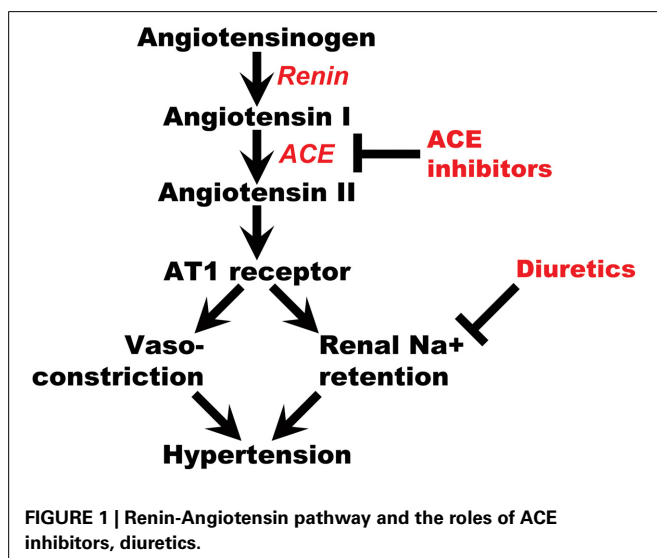 Angiotensinogen
Renin
Angiotensin I
ACE
ACE
inhibitors
Angiotensin II
AT1 receptor
Diuretics
Vaso-
constriction
Renal Na+
retention
Hypertension
FIGURE 1 | Renin-Angiotensin pathway and the roles of ACE
inhibitors, diuretics.